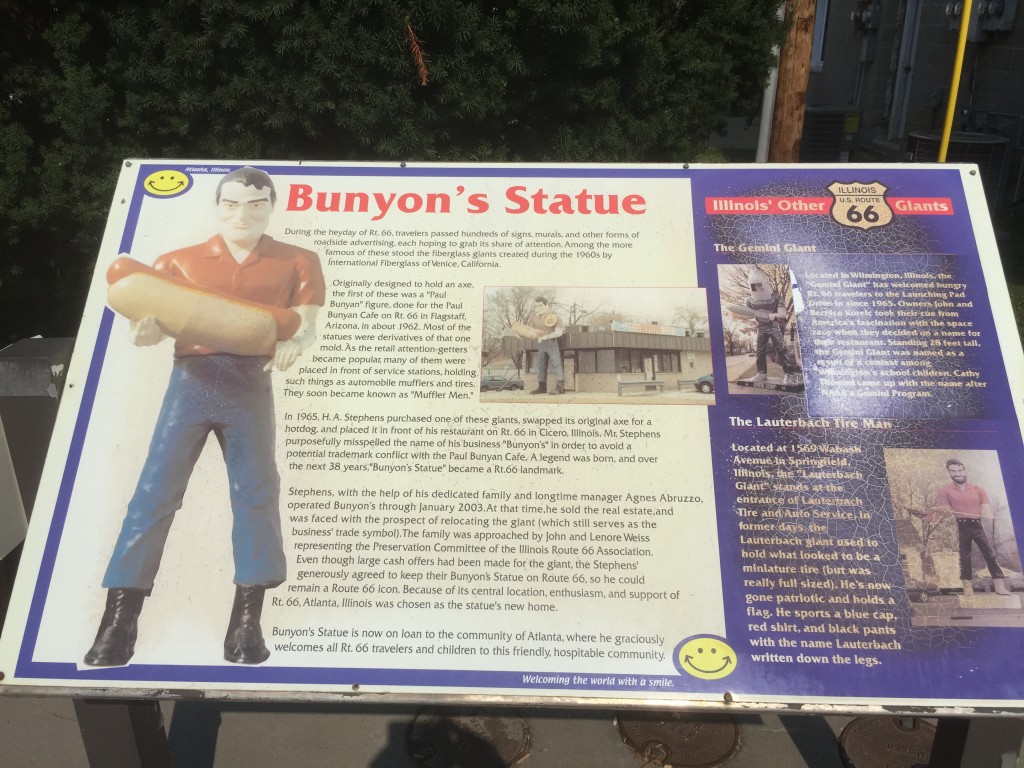 Atlanta, Illinois
Bunyon's Statue
During the heyday of Rt. 66, travelers passed hundreds of signs, murals, and other forms of
roadside advertising, each hoping to grab its share of attention. Among the more
famous of these stood the fiberglass giants created during the 1960s by
International Fiberglass of Venice, California.
Originally designed to hold an axe,
the first of these was a "Paul
Bunyan" figure, done for the Paul
Bunyan Cafe on Rt. 66 in Flagstaff,
Arizona, in about 1962. Most of the
statues were derivatives of that one
mold. As the retail attention-getters
became popular, many of them were
placed in front of service stations, holding
such things as automobile mufflers and tires.
They soon became known as "Muffler Men."
In 1965, H. A. Stephens purchased one of these giants, swapped its original axe for a
hotdog, and placed it in front of his restaurant on Rt. 66 in Cicero, Illinois. Mr. Stephens
purposefully misspelled the name of his business "Bunyon's" in order to avoid a
potential trademark conflict with the Paul Bunyan Cafe. A legend was born, and over
the next 38 years, "Bunyon's Statue" became a Rt.66 landmark.
Stephens, with the help of his dedicated family and longtime manager Agnes Abruzzo,
operated Bunyon's through January 2003. At that time, he sold the real estate, and
was faced with the prospect of relocating the giant (which still serves as the
business' trade symbol). The family was approached by John and Lenore Weiss
representing the Preservation Committee of the Illinois Route 66 Association.
Even though large cash offers had been made for the giant, the Stephens'
generously agreed to keep their Bunyon's Statue on Route 66, so he could
remain a Route 66 icon. Because of its central location, enthusiasm, and support of
Rt. 66, Atlanta, Illinois was chosen as the statue's new home.
Bunyon's Statue is now on loan to the community of Atlanta, where he graciously
welcomes all Rt. 66 travelers and children to this friendly, hospitable community.
Welcoming the world with a smile.
Illinois' Other
ILLINOIS
U.S. ROUTE
66
Giants
The Gemini Giant
Located in Wilmington, Illinois, the
"Gemini Giant" has welcomed hungry
Rt. 66 travelers to the Launching Pad
Drive-In since 1965. Owners John and
Bernice Korelc took their cue from
America's fascination with the space
race when they decided on a name for
their restaurant. Standing 28 feet tall,
the Gemini Giant was named as a
result of a contest among
Wilmington's school children. Cathy
Thomas came up with the name after
NASA's Gemini Program.
The Lauterbach Tire Man
Located at 1569 Wabash
Avenue in Springfield,
Illinois, the "Lauterbach
Giant" stands at the
entrance of Lauterbach
Tire and Auto Service. In
former days, the
Lauterbach giant used to
hold what looked to be a
miniature tire (but was
really full sized). He's now
gone patriotic and holds a
flag. He sports a blue cap,
red shirt, and black pants
with the name Lauterbach
written down the legs.